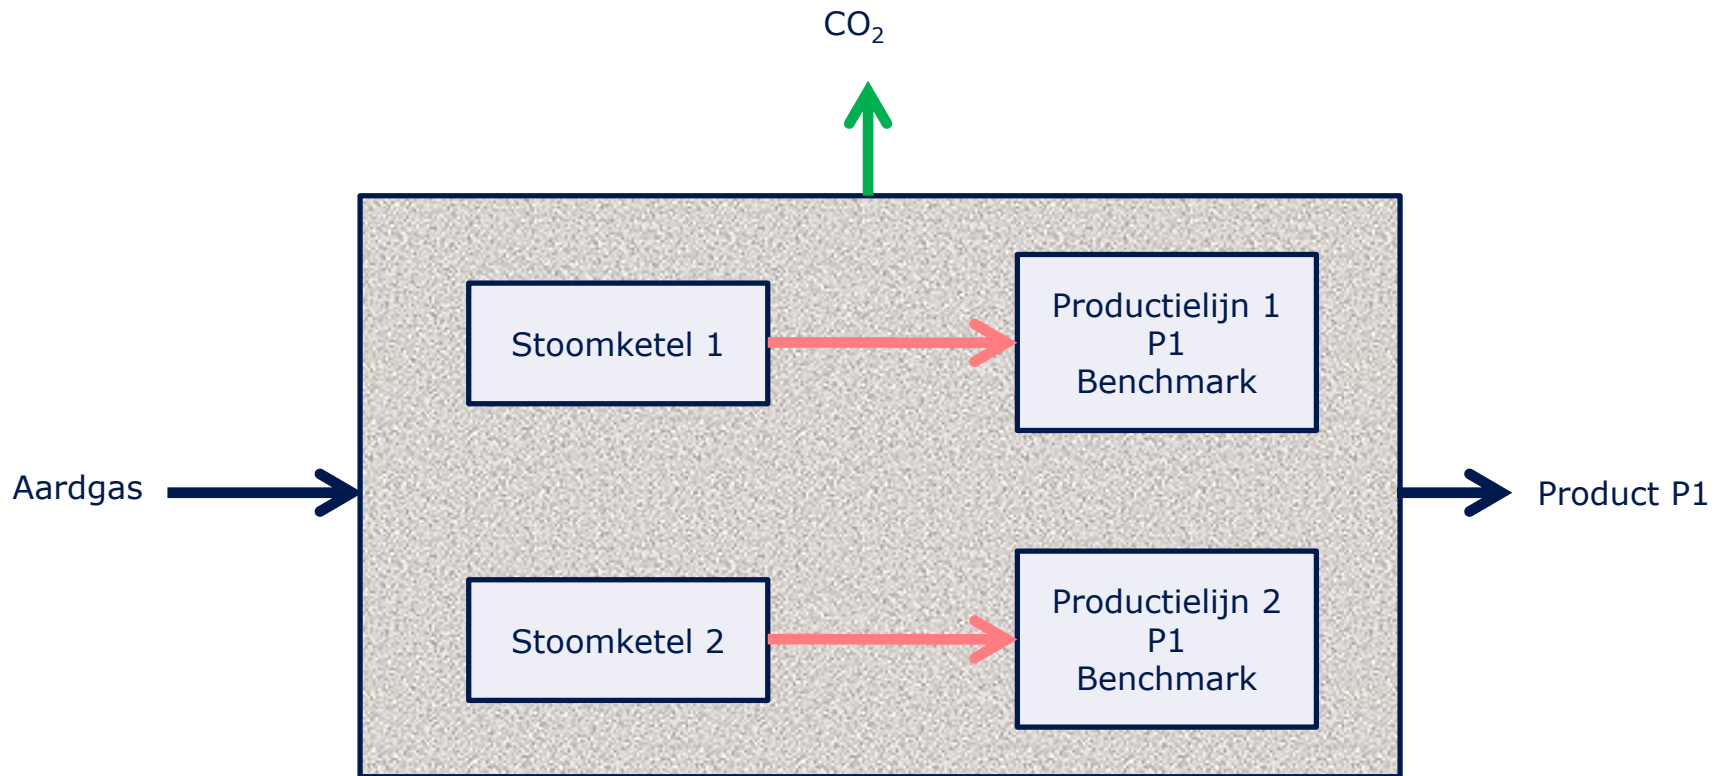 CO₂
Stoomketel 1
Productielijn 1
P1
Benchmark
Aardgas
Product P1
Stoomketel 2
Productielijn 2
P1
Benchmark